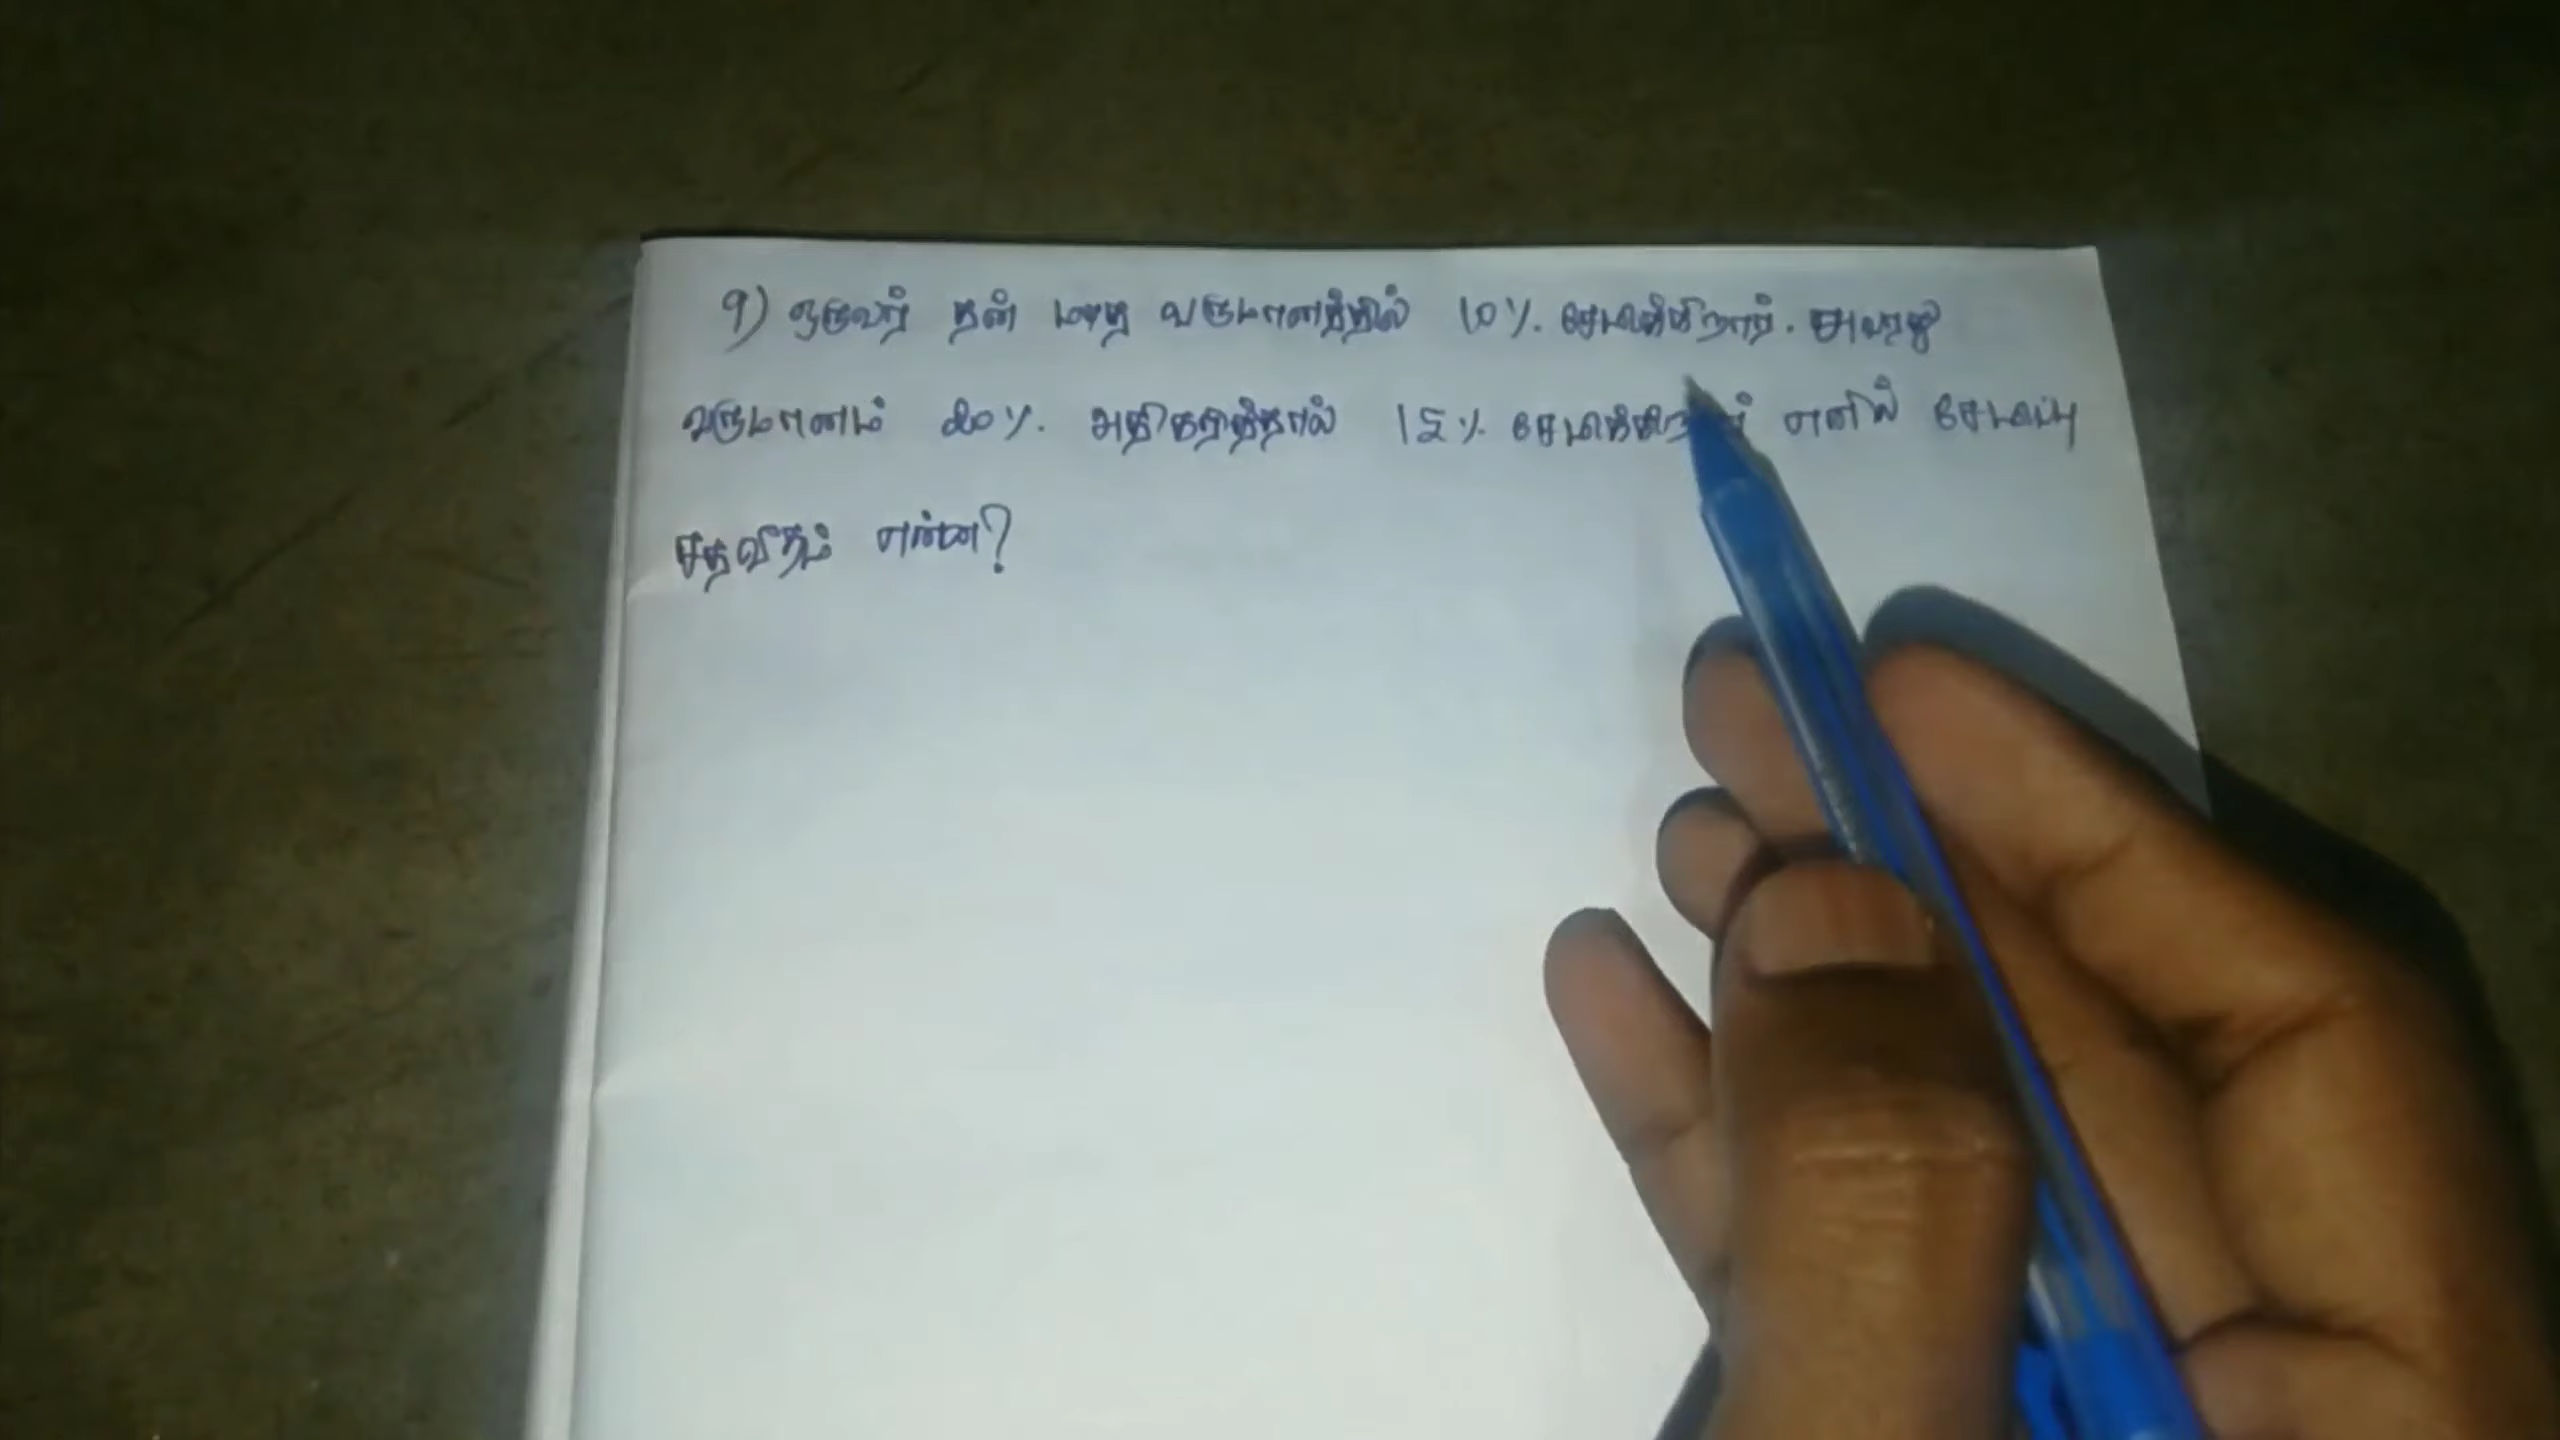 9) ஒருவர் தன் மாத வருமானத்தில் 10%. சேமிக்கிறார். அவரது
வருமானம் 20%. அதிகரித்தால் 15% சேமிக்கிறார் எனில் சேமிப்பு
சதவீதம் என்ன?